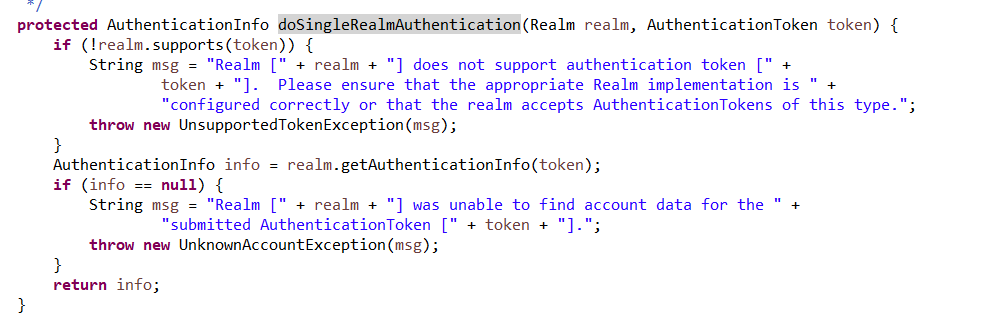 */
protected AuthenticationInfo doSingleRealmAuthentication(Realm realm, AuthenticationToken token) {
    if (!realm.supports(token)) {
        String msg = "Realm [" + realm + "] does not support authentication token [" +
                token + "].  Please ensure that the appropriate Realm implementation is " +
                "configured correctly or that the realm accepts AuthenticationTokens of this type.";
        throw new UnsupportedTokenException(msg);
    }
    AuthenticationInfo info = realm.getAuthenticationInfo(token);
    if (info == null) {
        String msg = "Realm [" + realm + "] was unable to find account data for the " +
                "submitted AuthenticationToken [" + token + "].";
        throw new UnknownAccountException(msg);
    }
    return info;
}